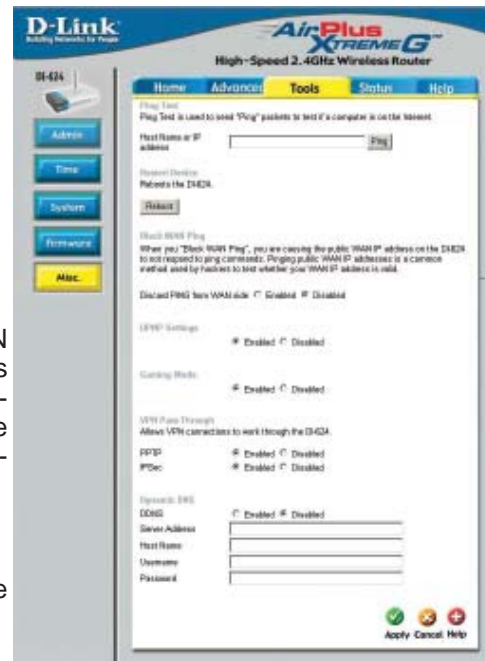 D-Link
Building Networks for People
AirPlus
XTREME G™
High-Speed 2.4GHz Wireless Router
DI-624
Home Advanced Tools Status Help
Admin
Time
System
Firmware
Misc.
Ping Test
Ping Test is used to send "Ping" packets to test if a computer is on the Internet.
Host Name or IP
address
Ping
Restart Device
Reboots the DI-624.
Reboot
Block WAN Ping
When you "Block WAN Ping", you are causing the public WAN IP address on the DI-624
to not respond to ping commands. Pinging public WAN IP addresses is a common
method used by hackers to test whether your WAN IP address is valid.
Discard PING from WAN side Enabled Disabled
UPNP Settings
Enabled Disabled
Gaming Mode
Enabled Disabled
VPN Pass-Through
Allows VPN connections to work through the DI-624.
PPTP Enabled Disabled
IPSec Enabled Disabled
Dynamic DNS
DDNS Enabled Disabled
Server Address
Host Name
Username
Password
Apply Cancel Help
N
s
-
e
-
e